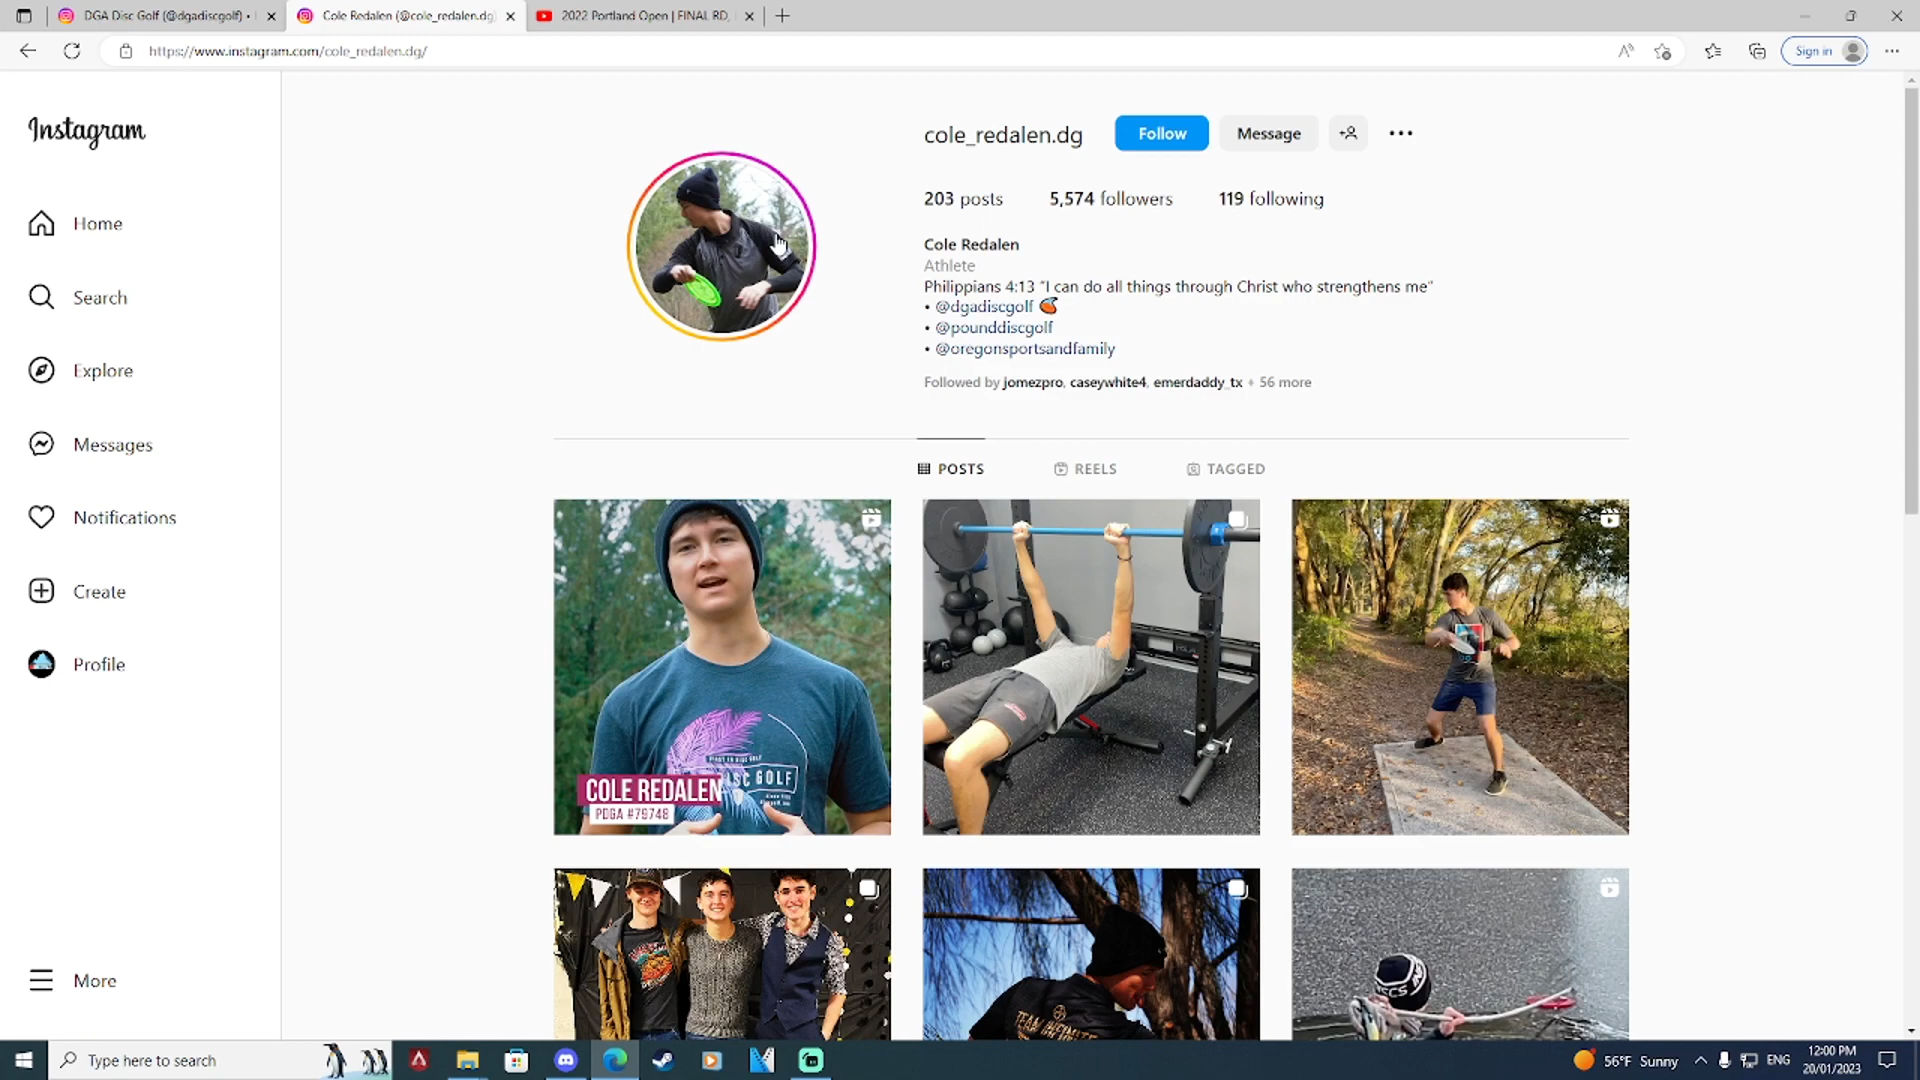 DGA Disc Golf (@dgadiscgolf) •
Cole Redalen (@cole_redalen.dg)
2022 Portland Open | FINAL RD,
https://www.instagram.com/cole_redalen.dg/
Sign in
Instagram
Home
Search
Explore
Messages
Notifications
Create
Profile
More
cole_redalen.dg
Follow
Message
203 posts
5,574 followers
119 following
Cole Redalen
Athlete
Philippians 4:13 “I can do all things through Christ who strengthens me”
• @dgadiscgolf
• @pounddiscgolf
• @oregonsportsandfamily
Followed by jomezpro, caseywhite4, emerdaddy_tx + 56 more
POSTS
REELS
TAGGED
DISC GOLF
COLE REDALEN
PDGA #79748
Type here to search
56°F Sunny
ENG
12:00 PM
20/01/2023